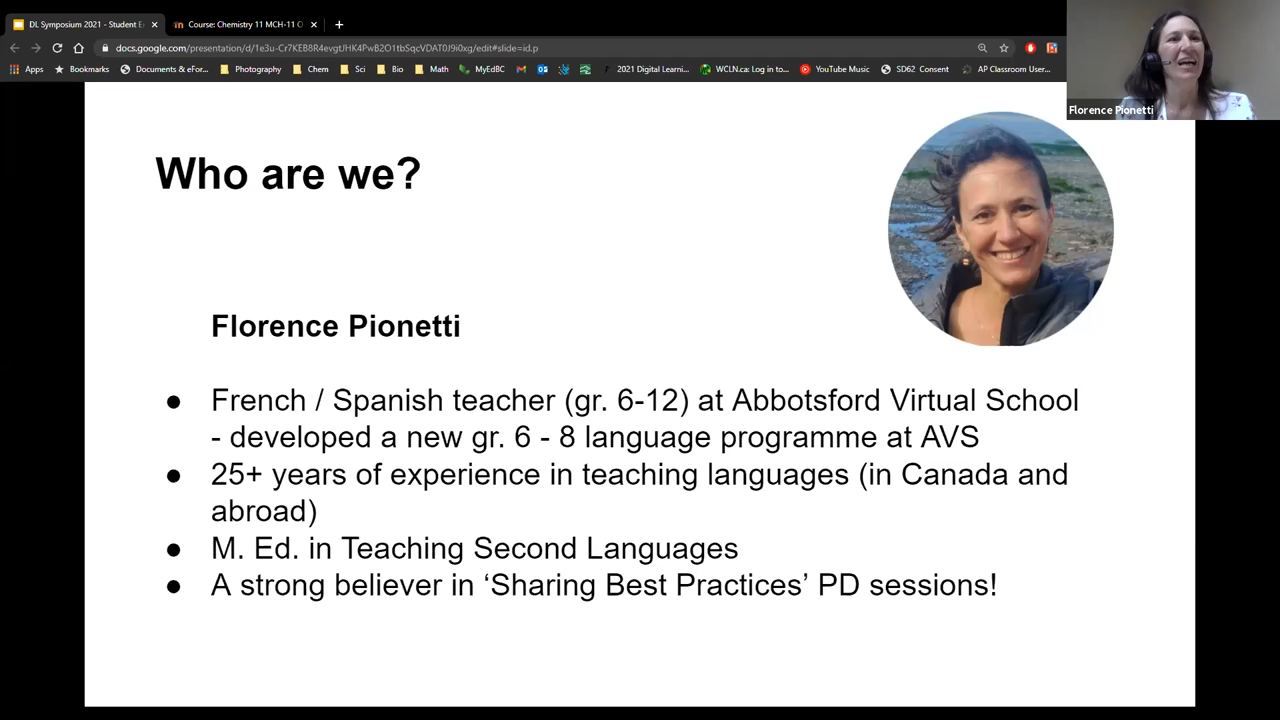 DL Symposium 2021 - Student E
Course: Chemistry 11 MCH-11 O
docs.google.com/presentation/d/1e3u-Cr7KEB8R4evgtUHK4PwB2O1tbSqcVDAT0J9i0xg/edit#slide=id.p
Apps
Bookmarks
Documents & eFor...
Photography
Chem
Sci
Bio
Math
MyEdBC
2021 Digital Learni...
WCLN.ca: Log in to...
YouTube Music
SD62 Consent
AP Classroom User...
Florence Pionetti
Who are we?
Florence Pionetti
● French / Spanish teacher (gr. 6-12) at Abbotsford Virtual School
- developed a new gr. 6 - 8 language programme at AVS
● 25+ years of experience in teaching languages (in Canada and
abroad)
● M. Ed. in Teaching Second Languages
● A strong believer in ‘Sharing Best Practices’ PD sessions!